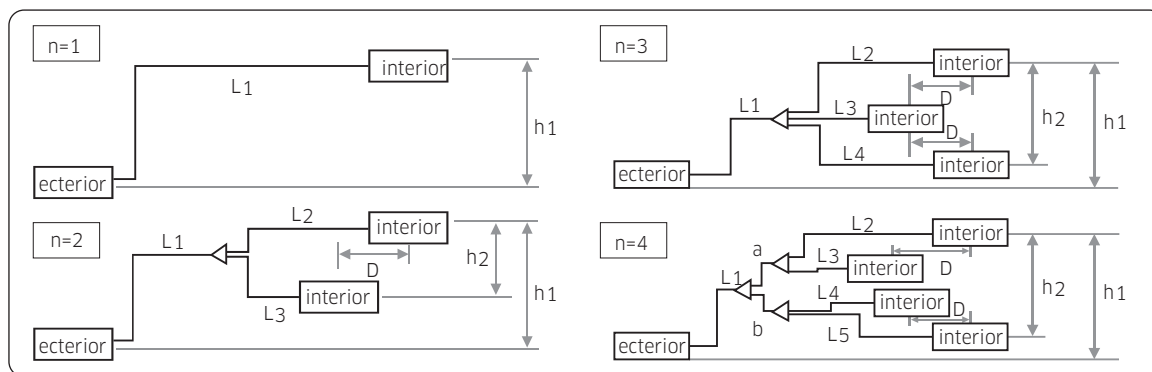 n=1
interior
L1
h1
ecterior
n=2
L2
interior
L1
D
h2
h1
interior
L3
ecterior
n=3
L2
interior
D
L1
L3
interior
h2
h1
D
L4
interior
ecterior
n=4
L2
interior
a
L3
D
interior
L1
h2
h1
L4
interior
D
b
L5
interior
ecterior